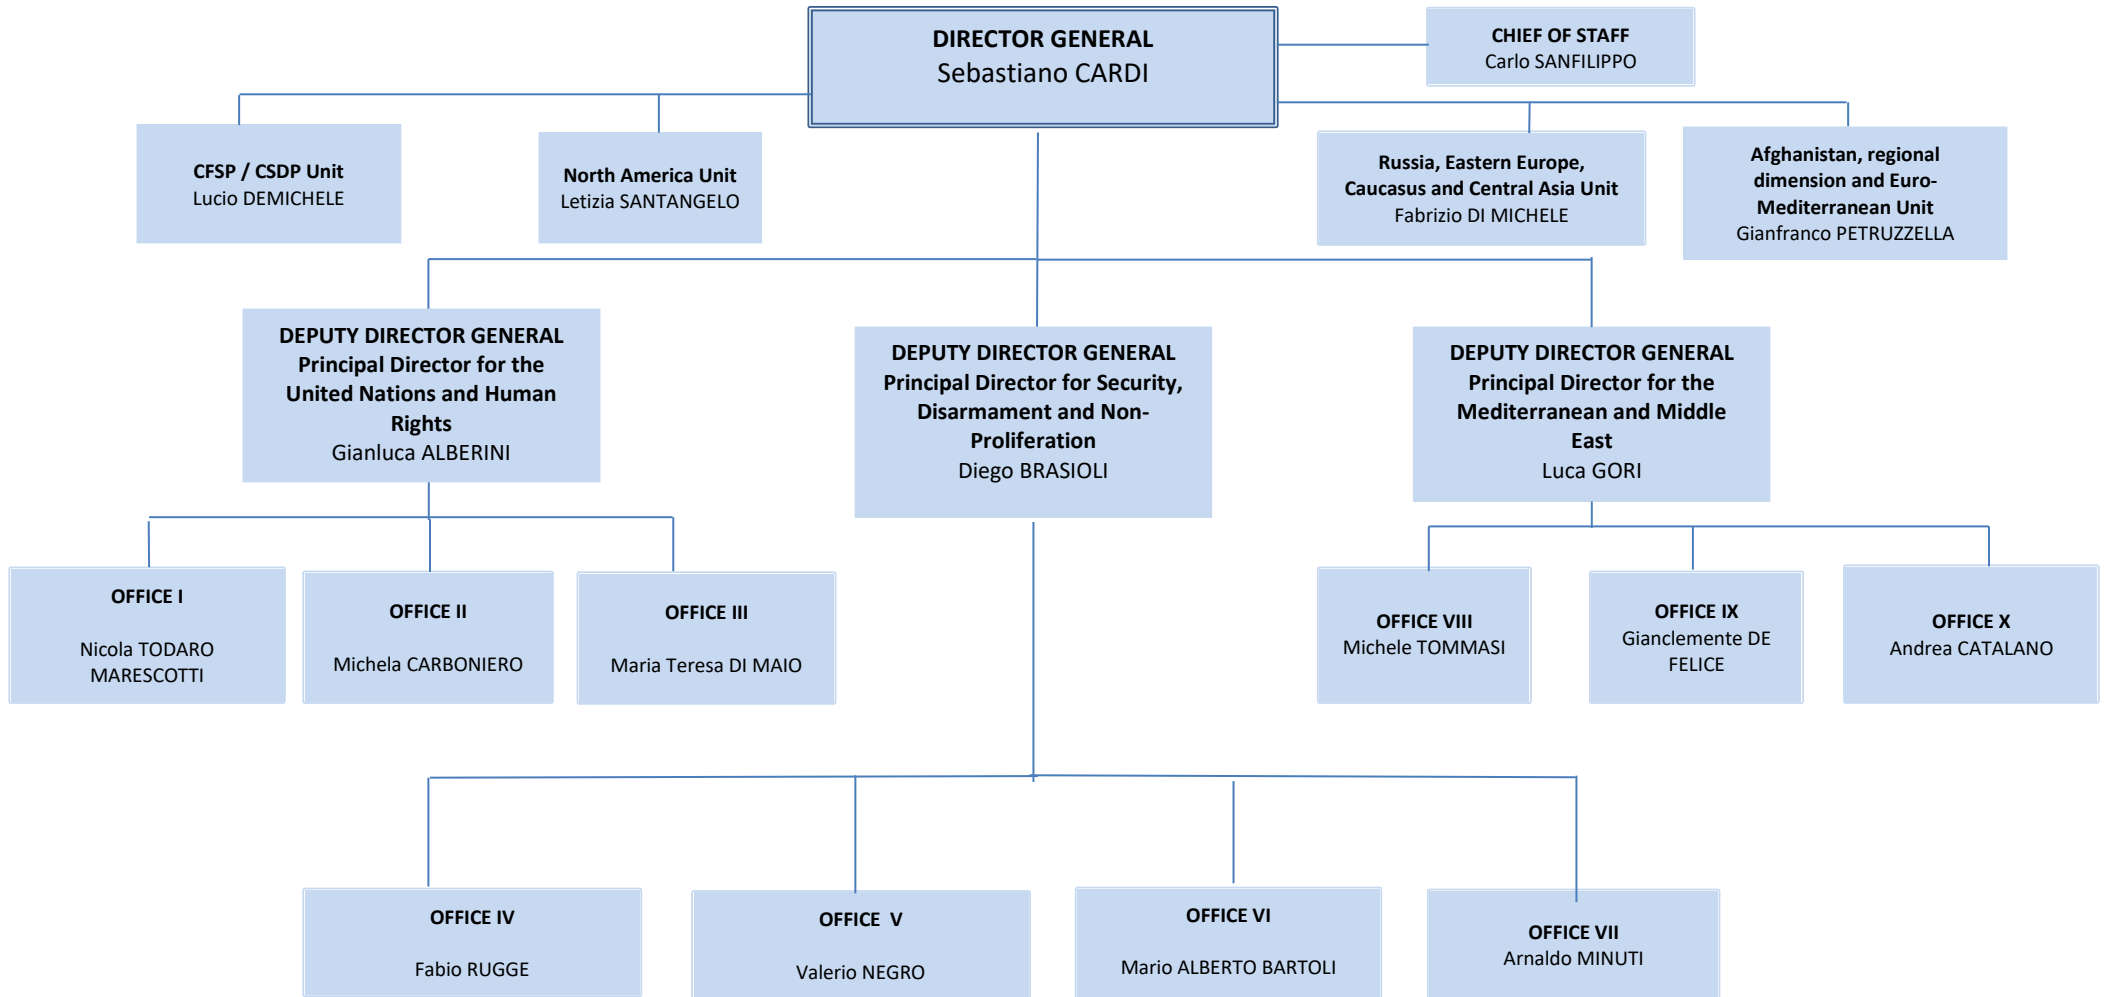 DIRECTOR GENERAL
Sebastiano CARDI
CHIEF OF STAFF
Carlo SANFILIPPO
CFSP / CSDP Unit
Lucio DEMICHELE
North America Unit
Letizia SANTANGELO
Russia, Eastern Europe,
Caucasus and Central Asia Unit
Fabrizio DI MICHELE
Afghanistan, regional
dimension and Euro-
Mediterranean Unit
Gianfranco PETRUZZELLA
DEPUTY DIRECTOR GENERAL
Principal Director for the
United Nations and Human
Rights
Gianluca ALBERINI
DEPUTY DIRECTOR GENERAL
Principal Director for Security,
Disarmament and Non-
Proliferation
Diego BRASIOLI
DEPUTY DIRECTOR GENERAL
Principal Director for the
Mediterranean and Middle
East
Luca GORI
OFFICE I
Nicola TODARO
MARESCOTTI
OFFICE II
Michela CARBONIERO
OFFICE III
Maria Teresa DI MAIO
OFFICE VIII
Michele TOMMASI
OFFICE IX
Gianclemente DE
FELICE
OFFICE X
Andrea CATALANO
OFFICE IV
Fabio RUGGE
OFFICE  V
Valerio NEGRO
OFFICE VI
Mario ALBERTO BARTOLI
OFFICE VII
Arnaldo MINUTI